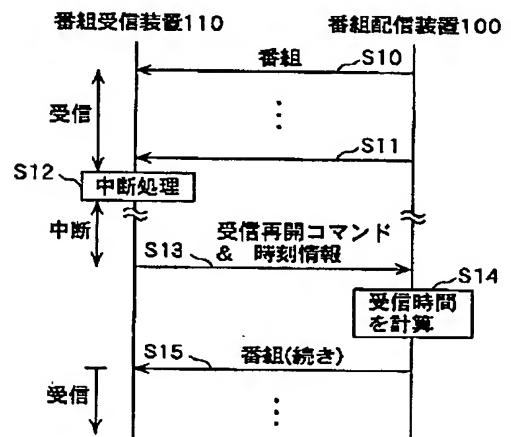 番組受信装置110
番組配信装置100
番組
S10
受信
S11
S12
中断処理
中断
受信再開コマンド
S13
& 時刻情報
S14
受信時間
を計算
S15
番組(続き)
受信